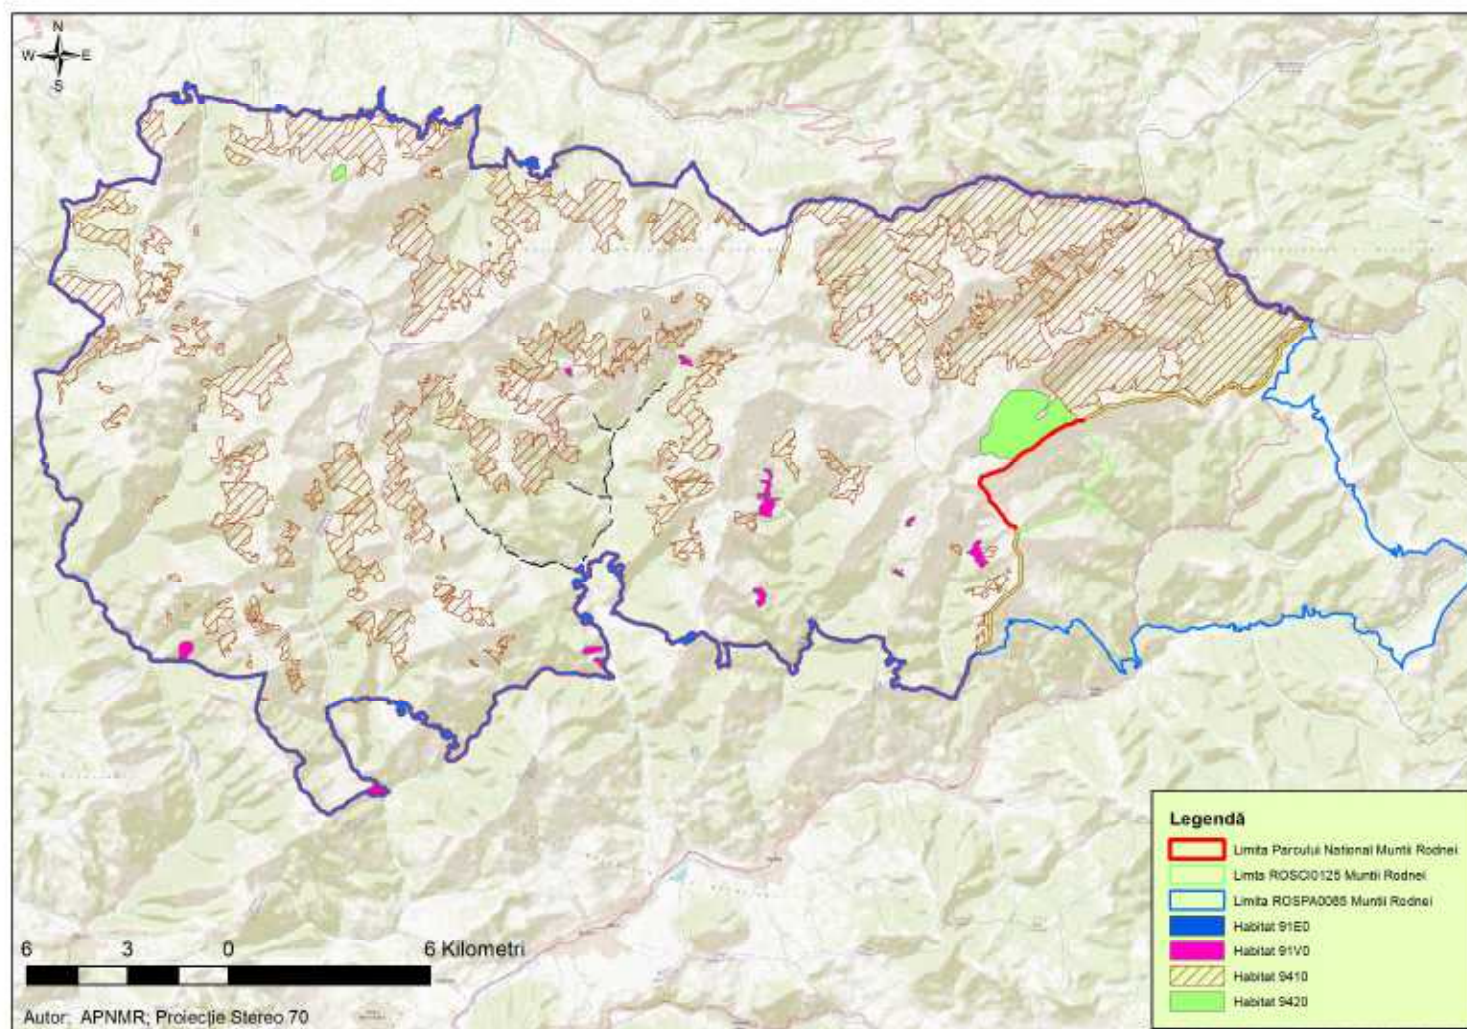 N
W E
S
Legendă
Limita Parcului National Muntii Rodnei
Limita ROSCI0125 Muntii Rodnei
Limita ROSPA0085 Muntii Rodnei
Habitat 91E0
Habitat 91V0
Habitat 9410
Habitat 9420
6 3 0 6 Kilometri
Autor: APNMR; Proiecție Stereo 70